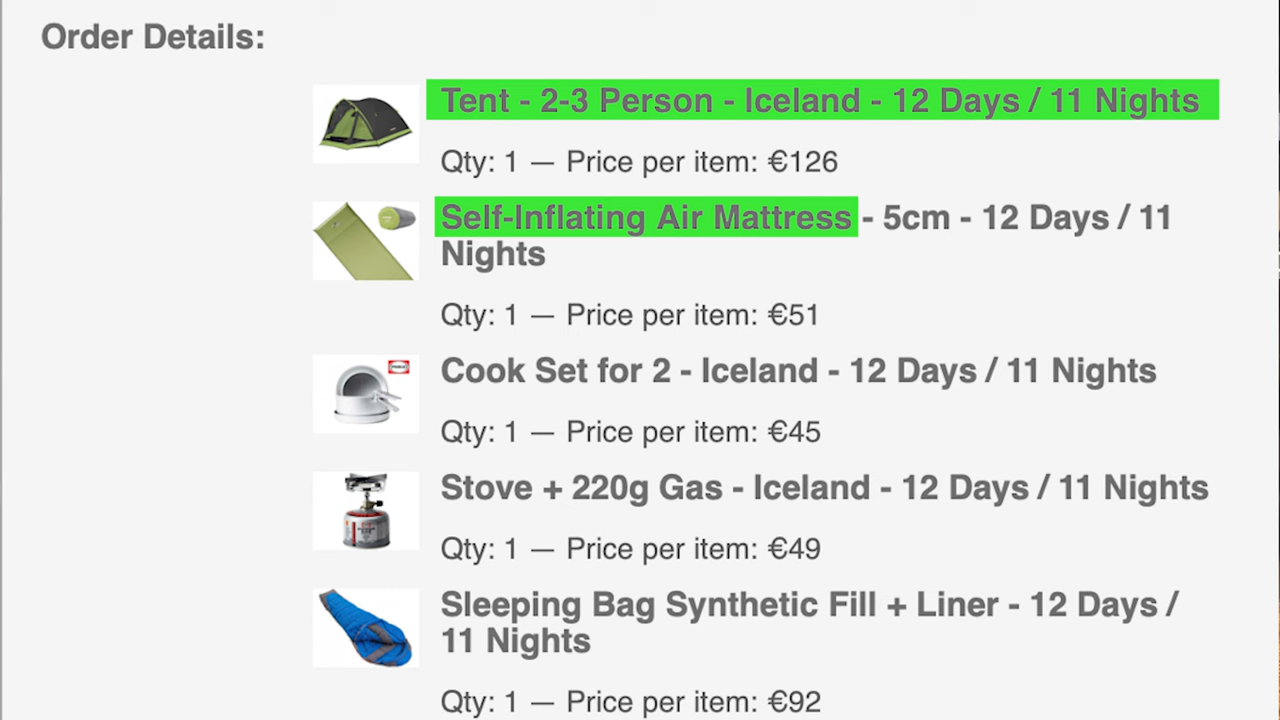 Order Details:
Tent - 2-3 Person - Iceland - 12 Days / 11 Nights
Qty: 1 — Price per item: €126
Self-Inflating Air Mattress - 5cm - 12 Days / 11
Nights
Qty: 1 — Price per item: €51
Cook Set for 2 - Iceland - 12 Days / 11 Nights
Qty: 1 — Price per item: €45
Stove + 220g Gas - Iceland - 12 Days / 11 Nights
Qty: 1 — Price per item: €49
Sleeping Bag Synthetic Fill + Liner - 12 Days /
11 Nights
Qty: 1 — Price per item: €92